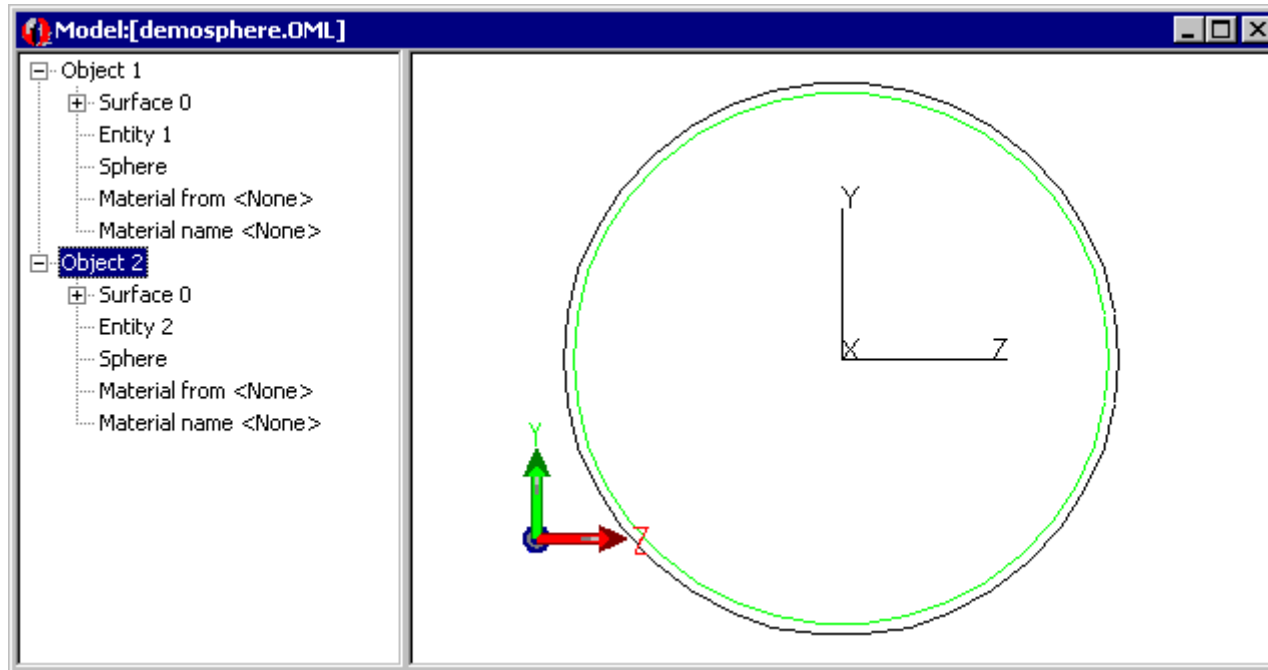 Model:[demosphere.OML]
Object 1
Surface 0
Entity 1
Sphere
Material from <None>
Material name <None>
Object 2
Surface 0
Entity 2
Sphere
Material from <None>
Material name <None>
Y
X Z
Y
Z